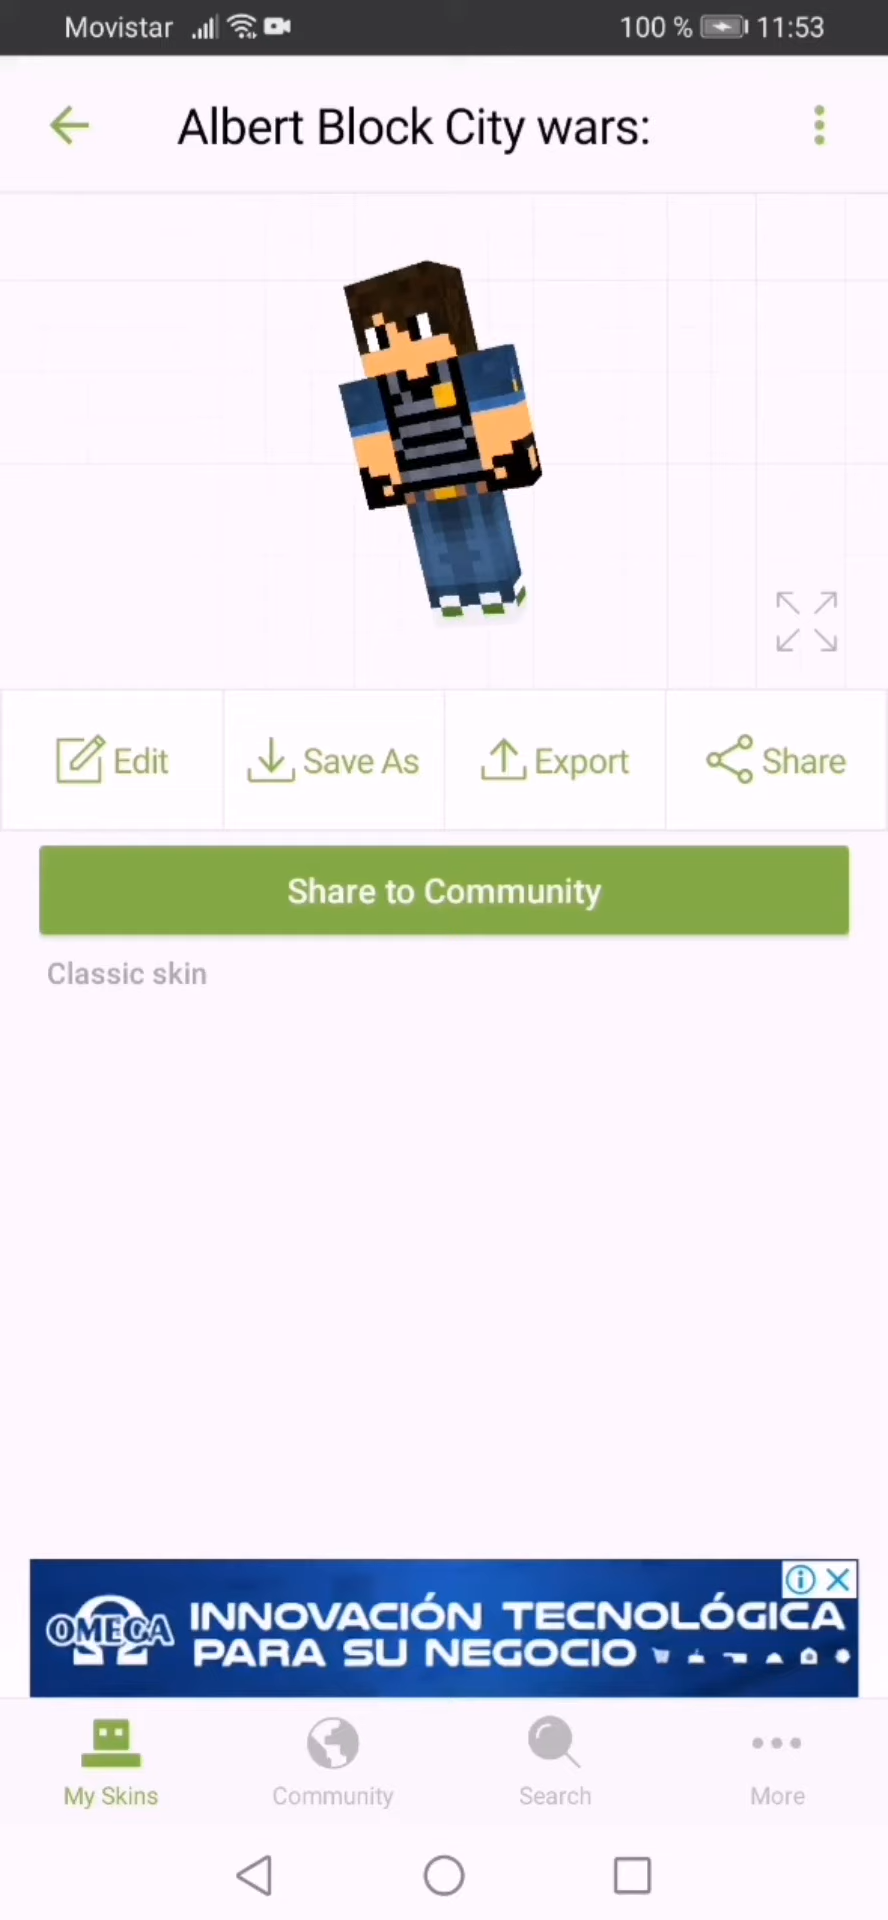 Movistar 100 % 11:53
Albert Block City wars:
Edit Save As Export Share
Share to Community
Classic skin
OMEGA
INNOVACIÓN TECNOLÓGICA
PARA SU NEGOCIO
My Skins Community Search More